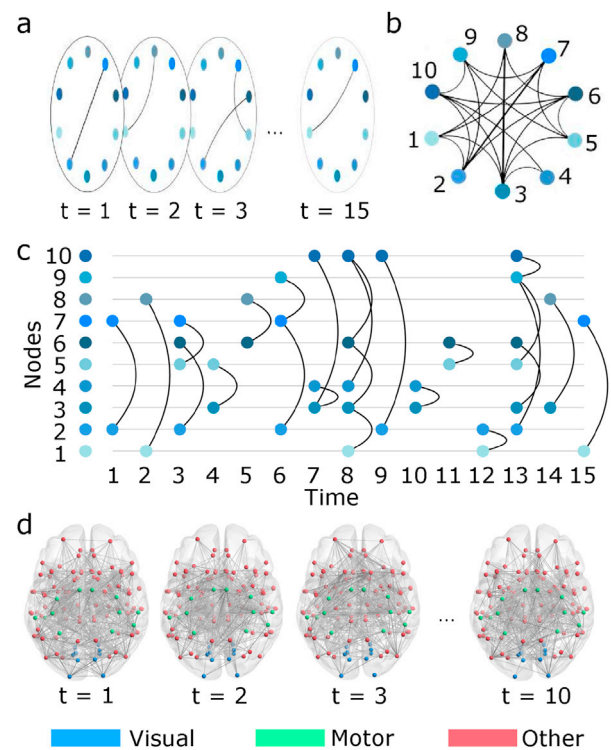 a
t = 1 t = 2 t = 3 ... t = 15
b
1 2 3 4 5 6 7 8 9 10
c
Nodes
10
9
8
7
6
5
4
3
2
1
1 2 3 4 5 6 7 8 9 10 11 12 13 14 15
Time
d
t = 1 t = 2 t = 3 ... t = 10
Visual Motor Other